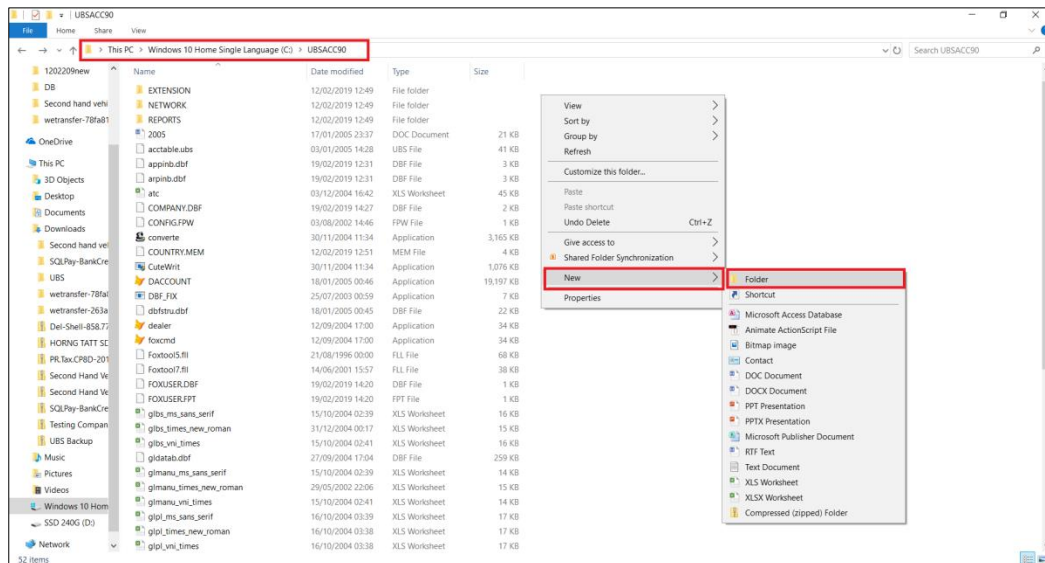 UBSACC90
File Home Share View
This PC > Windows 10 Home Single Language (C:) > UBSACC90
Search UBSACC90
1202209new
DB
Second hand vehi
wetransfer-78fa81
OneDrive
This PC
3D Objects
Desktop
Documents
Downloads
Second hand vel
SQLPay-BankCre
UBS
wetransfer-78fal
wetransfer-263a
Del-Shell-858.77
HORNG TATT SD
PR.Tax.CP8D-201
Second Hand Ve
Second Hand Ve
SQLPay-BankCre
Testing Compan
UBS Backup
Music
Pictures
Videos
Windows 10 Hom
SSD 240G (D:)
Network
52 items
Name Date modified Type Size
EXTENSION 12/02/2019 12:49 File folder
NETWORK 12/02/2019 12:49 File folder
REPORTS 12/02/2019 12:49 File folder
2005 17/01/2005 23:37 DOC Document 21 KB
acctable.ubs 03/01/2005 14:28 UBS File 41 KB
appinb.dbf 19/02/2019 12:31 DBF File 3 KB
arpinb.dbf 19/02/2019 12:31 DBF File 3 KB
atc 03/12/2004 16:42 XLS Worksheet 45 KB
COMPANY.DBF 19/02/2019 14:27 DBF File 2 KB
CONFIG.FPW 03/08/2002 14:46 FPW File 1 KB
converte 30/11/2004 11:34 Application 3,165 KB
COUNTRY.MEM 12/02/2019 12:51 MEM File 4 KB
CuteWrit 30/11/2004 11:34 Application 1,076 KB
DACCOUNT 18/01/2005 00:46 Application 19,197 KB
DBF_FIX 25/07/2003 00:59 Application 7 KB
dbfstru.dbf 18/01/2005 00:45 DBF File 22 KB
dealer 12/09/2004 17:00 Application 34 KB
foxcmd 12/09/2004 17:00 Application 34 KB
Foxtool5.fll 21/08/1996 00:00 FLL File 68 KB
Foxtool7.fll 14/06/2001 15:57 FLL File 38 KB
FOXUSER.DBF 19/02/2019 14:20 DBF File 1 KB
FOXUSER.FPT 19/02/2019 14:20 FPT File 1 KB
glbs_ms_sans_serif 15/10/2004 02:39 XLS Worksheet 16 KB
glbs_times_new_roman 31/12/2004 00:17 XLS Worksheet 15 KB
glbs_vni_times 15/10/2004 02:41 XLS Worksheet 16 KB
gldatab.dbf 27/09/2004 17:04 DBF File 259 KB
glmanu_ms_sans_serif 15/10/2004 02:39 XLS Worksheet 14 KB
glmanu_times_new_roman 29/05/2002 22:06 XLS Worksheet 15 KB
glmanu_vni_times 15/10/2004 02:41 XLS Worksheet 14 KB
glpl_ms_sans_serif 16/10/2004 03:39 XLS Worksheet 17 KB
glpl_times_new_roman 16/10/2004 03:38 XLS Worksheet 17 KB
glpl_vni_times 16/10/2004 03:38 XLS Worksheet 17 KB
View
Sort by
Group by
Refresh
Customize this folder...
Paste
Paste shortcut
Undo Delete Ctrl+Z
Give access to
Shared Folder Synchronization
New
Properties
Folder
Shortcut
Microsoft Access Database
Animate ActionScript File
Bitmap image
Contact
DOC Document
DOCX Document
PPT Presentation
PPTX Presentation
Microsoft Publisher Document
RTF Text
Text Document
XLS Worksheet
XLSX Worksheet
Compressed (zipped) Folder